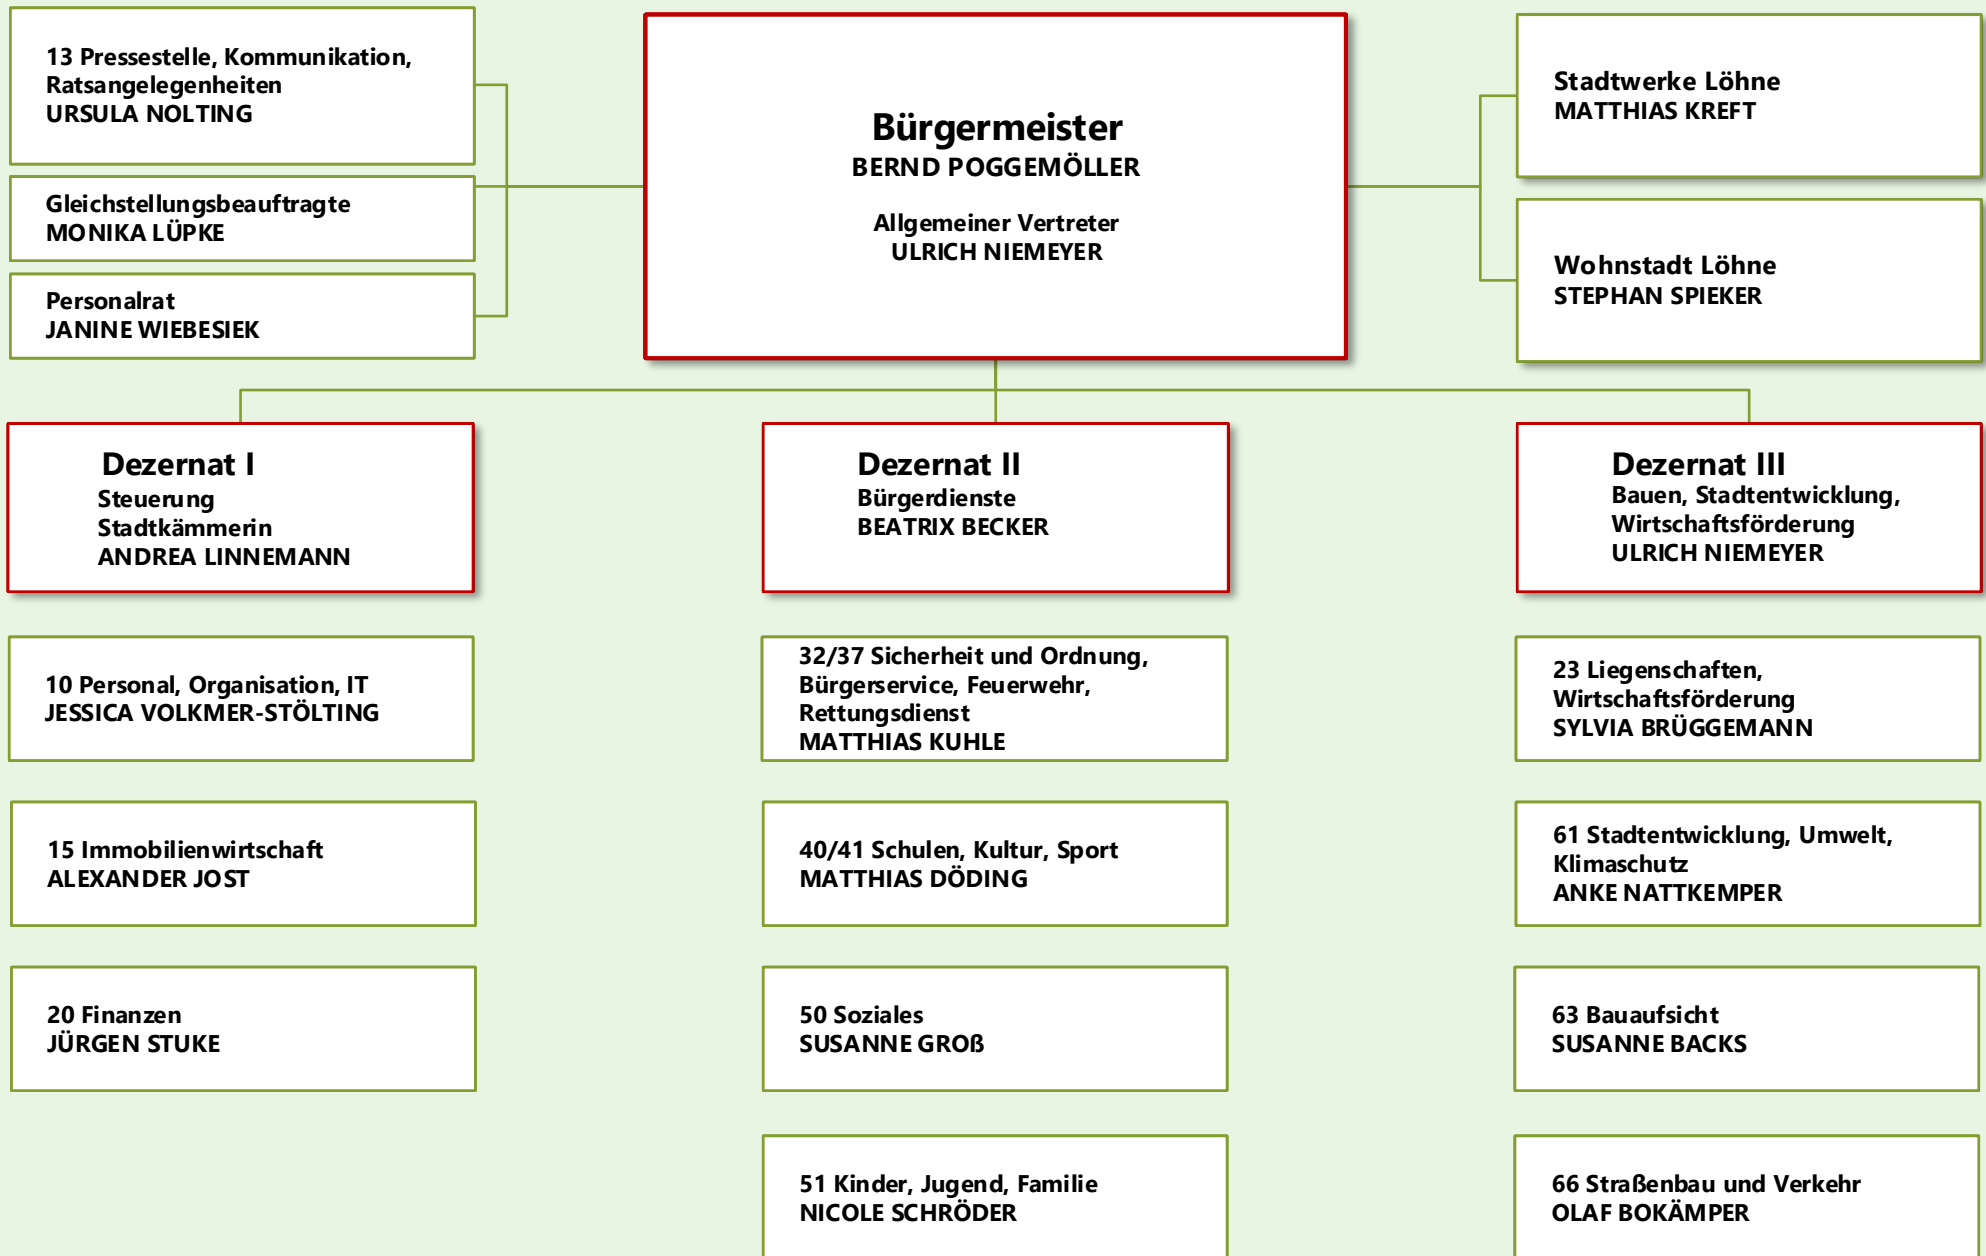 13 Pressestelle, Kommunikation,
Ratsangelegenheiten
URSULA NOLTING
Gleichstellungsbeauftragte
MONIKA LÜPKE
Personalrat
JANINE WIEBESIEK
Bürgermeister
BERND POGGEMÖLLER
Allgemeiner Vertreter
ULRICH NIEMEYER
Stadtwerke Löhne
MATTHIAS KREFT
Wohnstadt Löhne
STEPHAN SPIEKER
Dezernat I
Steuerung
Stadtkämmerin
ANDREA LINNEMANN
10 Personal, Organisation, IT
JESSICA VOLKMER-STÖLTING
15 Immobilienwirtschaft
ALEXANDER JOST
20 Finanzen
JÜRGEN STUKE
Dezernat II
Bürgerdienste
BEATRIX BECKER
32/37 Sicherheit und Ordnung,
Bürgerservice, Feuerwehr,
Rettungsdienst
MATTHIAS KUHLE
40/41 Schulen, Kultur, Sport
MATTHIAS DÖDING
50 Soziales
SUSANNE GROß
51 Kinder, Jugend, Familie
NICOLE SCHRÖDER
Dezernat III
Bauen, Stadtentwicklung,
Wirtschaftsförderung
ULRICH NIEMEYER
23 Liegenschaften,
Wirtschaftsförderung
SYLVIA BRÜGGEMANN
61 Stadtentwicklung, Umwelt,
Klimaschutz
ANKE NATTKEMPER
63 Bauaufsicht
SUSANNE BACKS
66 Straßenbau und Verkehr
OLAF BOKÄMPER